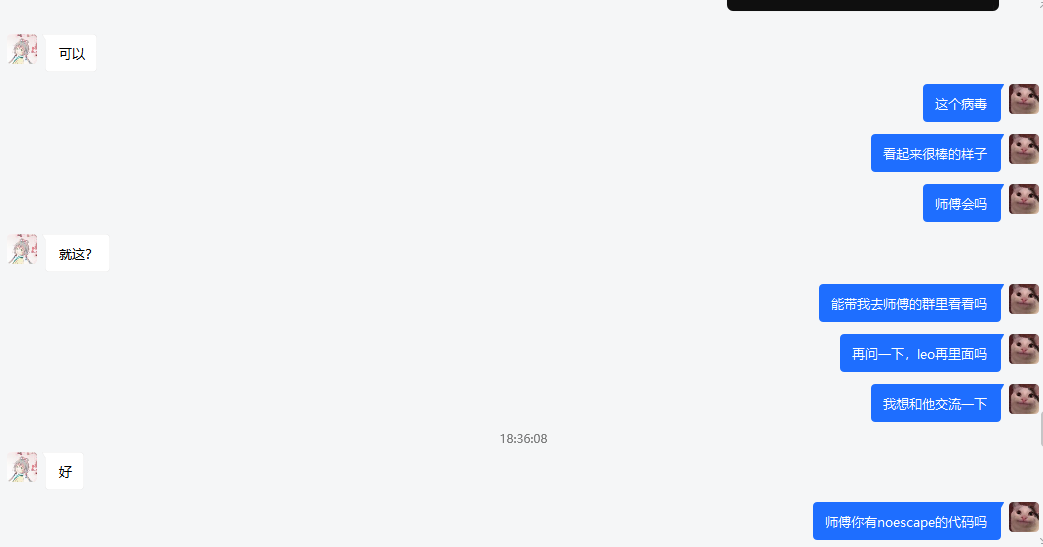 可以
这个病毒
看起来很棒的样子
师傅会吗
就这?
能带我去师傅的群里看看吗
再问一下，leo再里面吗
我想和他交流一下
18:36:08
好
师傅你有noescape的代码吗